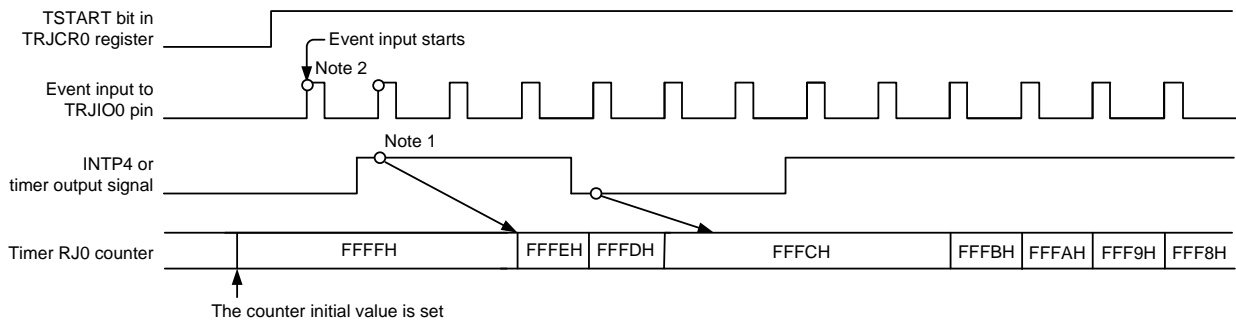 TSTART bit in
TRJCR0 register
Event input starts
Note 2
Event input to
TRJIO0 pin
Note 1
INTP4 or
timer output signal
Timer RJ0 counter
FFFFH FFFEH FFFDH FFFCH FFFBH FFFAH FFF9H FFF8H
The counter initial value is set